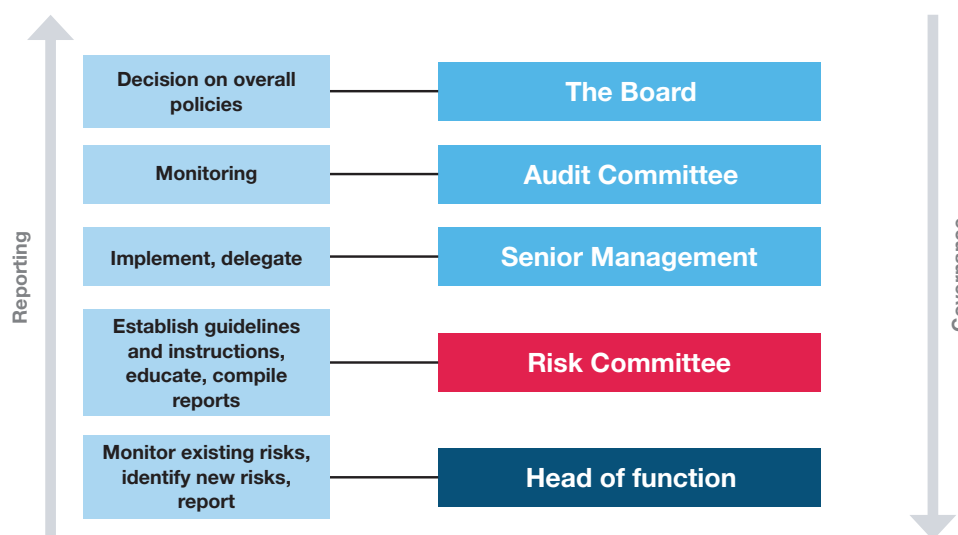 Decision on overall
policies
The Board
Monitoring
Audit Committee
Implement, delegate
Senior Management
Reporting
Establish guidelines
and instructions,
educate, compile
reports
Risk Committee
Monitor existing risks,
identify new risks,
report
Head of function